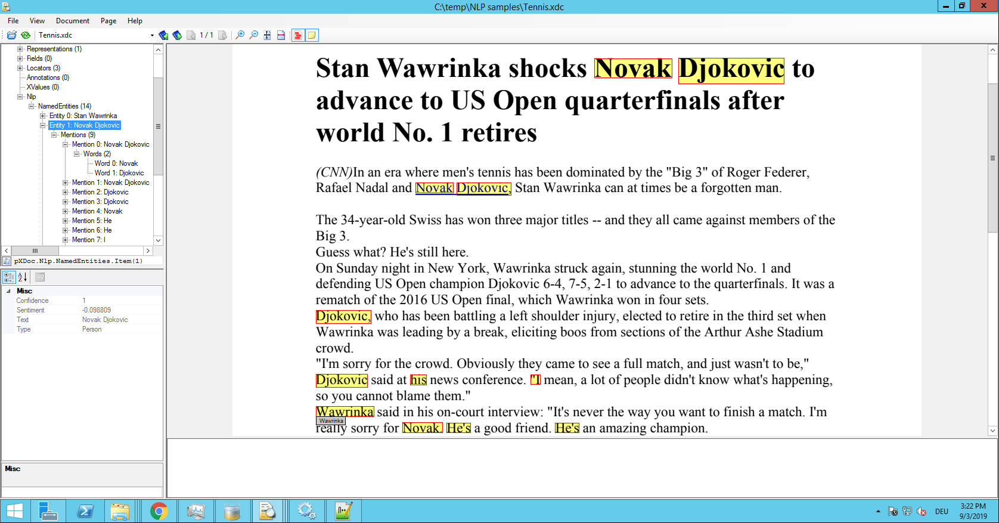 C:\temp\NLP samples\Tennis.xdc
File View Document Page Help
Tennis.xdc 1 / 1
Representations (1)
Fields (0)
Locators (3)
Annotations (0)
XValues (0)
Nlp
NamedEntities (14)
Entity 0: Stan Wawrinka
Entity 1: Novak Djokovic
Mentions (9)
Mention 0: Novak Djokovic
Words (2)
Word 0: Novak
Word 1: Djokovic
Mention 1: Novak Djokovic
Mention 2: Djokovic
Mention 3: Djokovic
Mention 4: Novak
Mention 5: He
Mention 6: He
Mention 7: I
pXDoc.Nlp.NamedEntities.Item(1)
Misc
Confidence 1
Sentiment -0.098809
Text Novak Djokovic
Type Person
Misc
Stan Wawrinka shocks Novak Djokovic to
advance to US Open quarterfinals after
world No. 1 retires
(CNN)In an era where men's tennis has been dominated by the "Big 3" of Roger Federer,
Rafael Nadal and Novak Djokovic, Stan Wawrinka can at times be a forgotten man.
The 34-year-old Swiss has won three major titles -- and they all came against members of the
Big 3.
Guess what? He's still here.
On Sunday night in New York, Wawrinka struck again, stunning the world No. 1 and
defending US Open champion Djokovic 6-4, 7-5, 2-1 to advance to the quarterfinals. It was a
rematch of the 2016 US Open final, which Wawrinka won in four sets.
Djokovic, who has been battling a left shoulder injury, elected to retire in the third set when
Wawrinka was leading by a break, eliciting boos from sections of the Arthur Ashe Stadium
crowd.
"I'm sorry for the crowd. Obviously they came to see a full match, and just wasn't to be,"
Djokovic said at his news conference. "I mean, a lot of people didn't know what's happening,
so you cannot blame them."
Wawrinka said in his on-court interview: "It's never the way you want to finish a match. I'm
Wawrinka
really sorry for Novak. He's a good friend. He's an amazing champion.
DEU
3:22 PM
9/3/2019